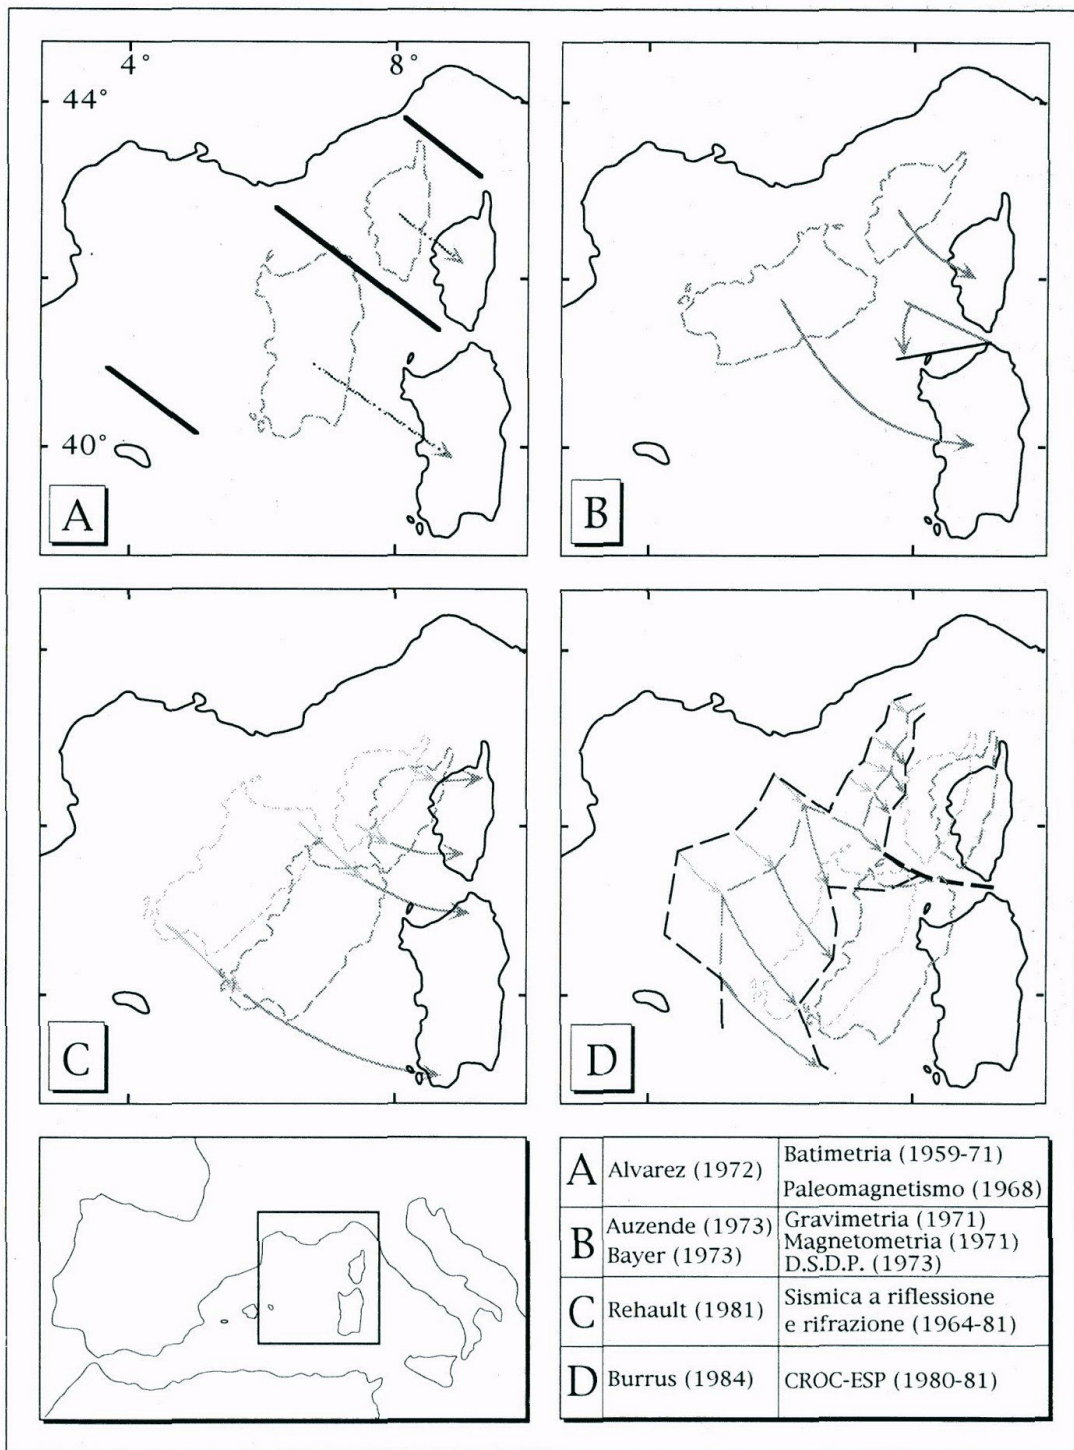 4° 8°
44°
40°
A
B
C
D
A Alvarez (1972) Batimetria (1959-71)
Paleomagnetismo (1968)
B Auzende (1973) Gravimetria (1971)
Bayer (1973) Magnetometria (1971)
D.S.D.P. (1973)
C Rehault (1981) Sismica a riflessione
e rifrazione (1964-81)
D Burrus (1984) CROC-ESP (1980-81)